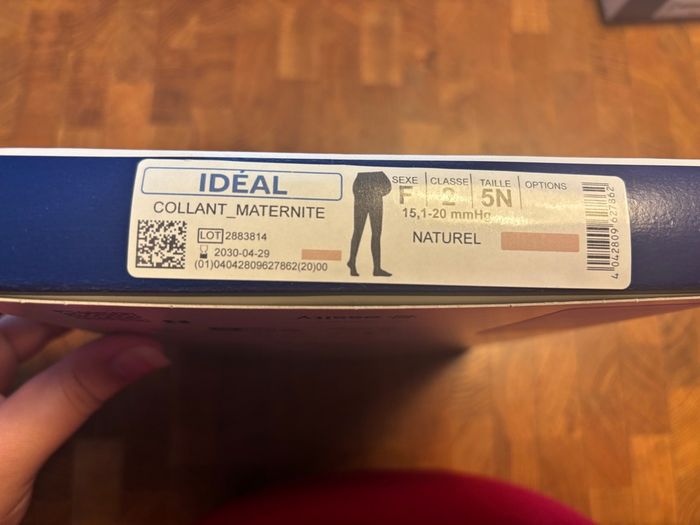 IDÉAL
COLLANT_MATERNITE
LOT 2883814
2030-04-29
(01)04042809627862(20)00
SEXE CLASSE TAILLE OPTIONS
F 2 5N
15,1-20 mmHg
NATUREL
4 042809 627862